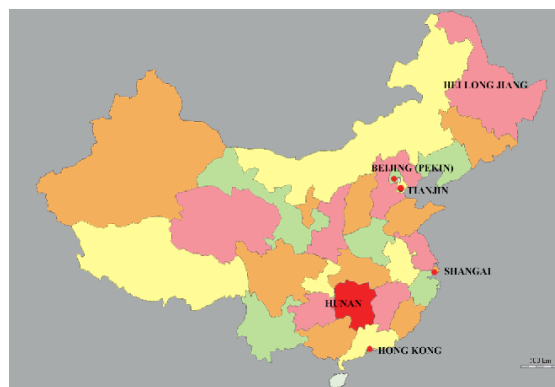 HEI LONG JIANG
BEIJING (PEKIN)
TIANJIN
SHANGAI
HUNAN
HONG KONG